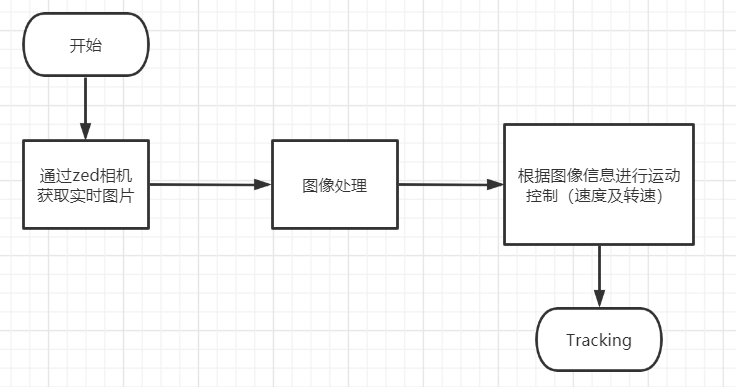 开始
通过zed相机
获取实时图片
图像处理
根据图像信息进行运动
控制（速度及转速）
Tracking